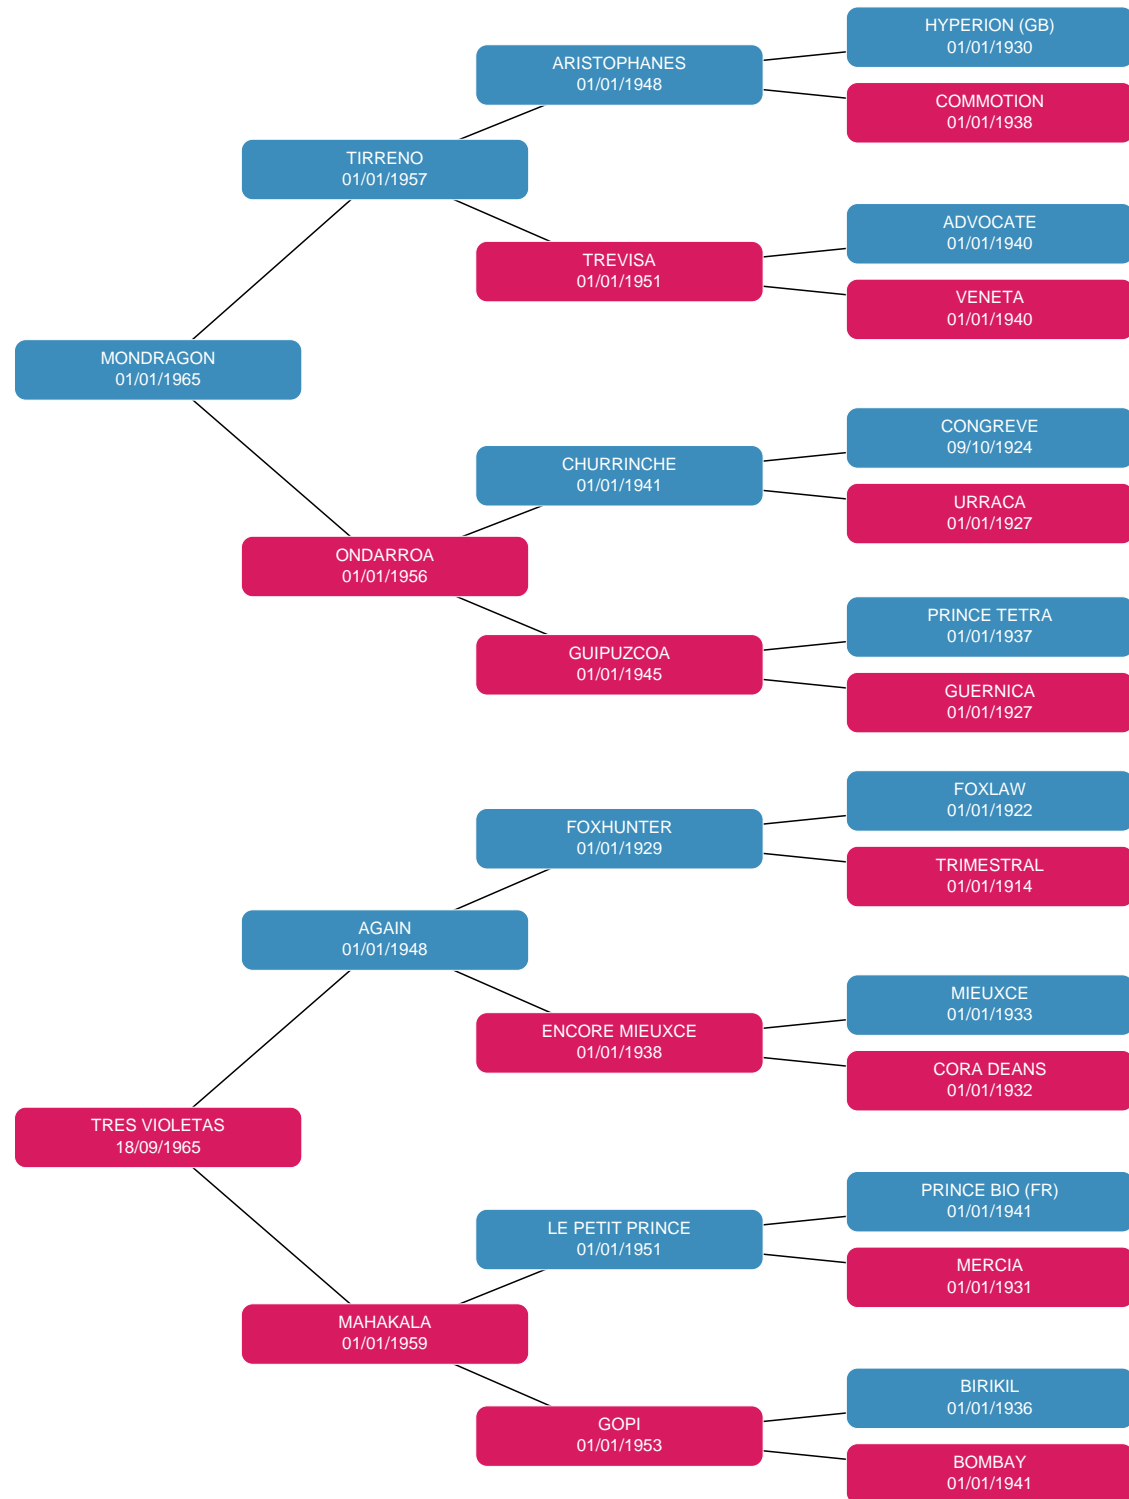 HYPERION (GB)
01/01/1930
ARISTOPHANES
01/01/1948
COMMOTION
01/01/1938
TIRRENO
01/01/1957
ADVOCATE
01/01/1940
TREVISA
01/01/1951
VENETA
01/01/1940
MONDRAGON
01/01/1965
CONGREVE
09/10/1924
CHURRINCHE
01/01/1941
URRACA
01/01/1927
ONDARROA
01/01/1956
PRINCE TETRA
01/01/1937
GUIPUZCOA
01/01/1945
GUERNICA
01/01/1927
FOXLAW
01/01/1922
FOXHUNTER
01/01/1929
TRIMESTRAL
01/01/1914
AGAIN
01/01/1948
MIEUXCE
01/01/1933
ENCORE MIEUXCE
01/01/1938
CORA DEANS
01/01/1932
TRES VIOLETAS
18/09/1965
PRINCE BIO (FR)
01/01/1941
LE PETIT PRINCE
01/01/1951
MERCIA
01/01/1931
MAHAKALA
01/01/1959
BIRIKIL
01/01/1936
GOPI
01/01/1953
BOMBAY
01/01/1941